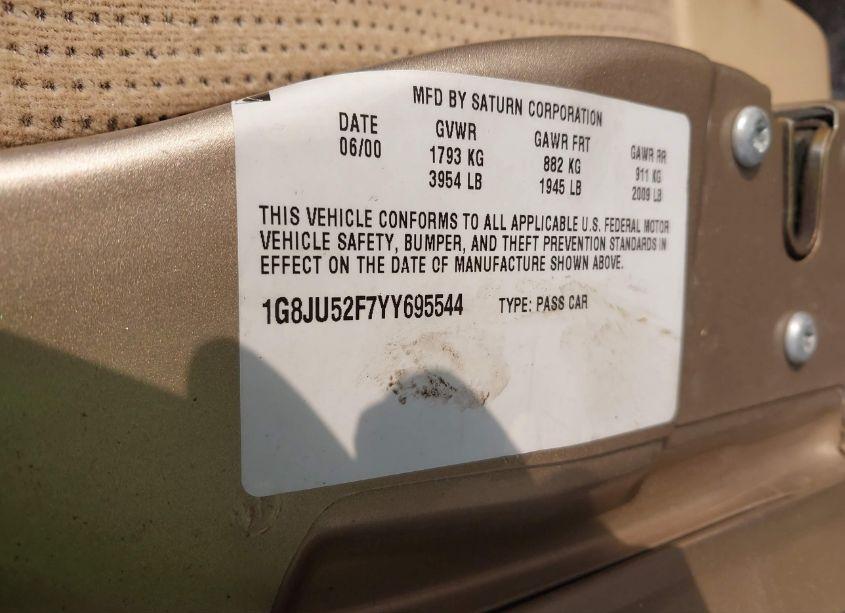 MFD BY SATURN CORPORATION
DATE GVWR GAWR FRT GAWR RR
06/00 1793 KG 882 KG 911 KG
3954 LB 1945 LB 2009 LB
THIS VEHICLE CONFORMS TO ALL APPLICABLE U.S. FEDERAL MOTOR
VEHICLE SAFETY, BUMPER, AND THEFT PREVENTION STANDARDS IN
EFFECT ON THE DATE OF MANUFACTURE SHOWN ABOVE.
1G8JU52F7YY695544 TYPE: PASS CAR